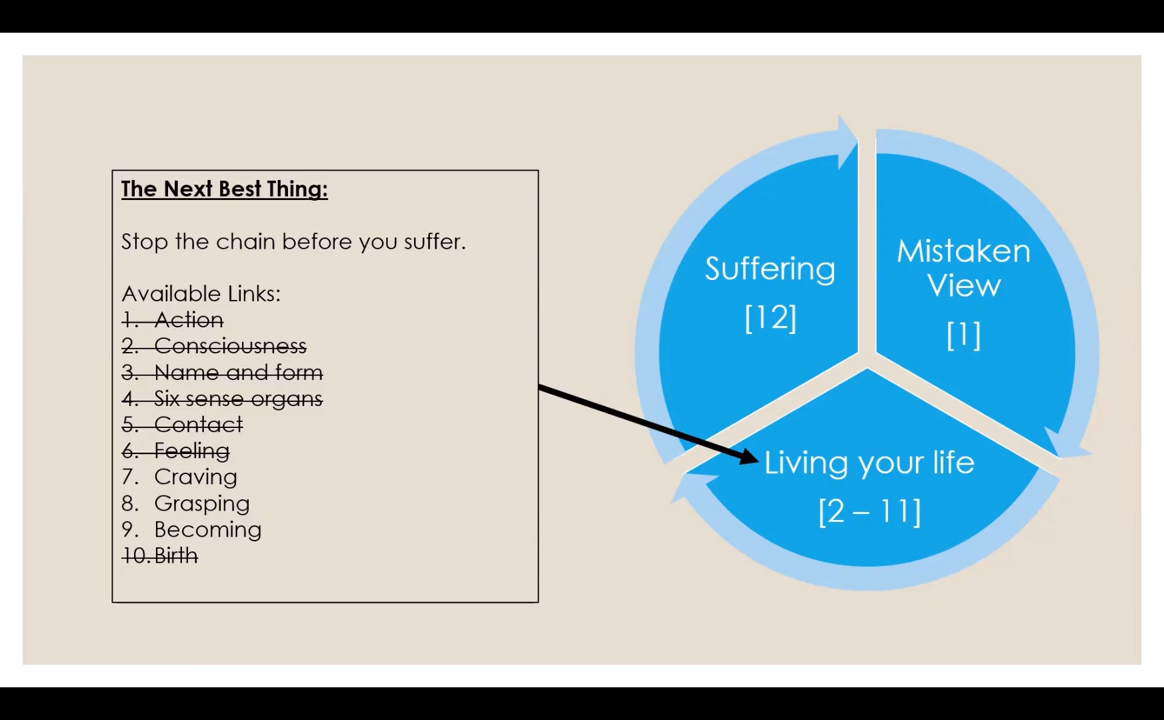 The Next Best Thing:
Stop the chain before you suffer.
Available Links:
1. Action
2. Consciousness
3. Name and form
4. Six sense organs
5. Contact
6. Feeling
7. Craving
8. Grasping
9. Becoming
10. Birth
Suffering
[12]
Mistaken
View
[1]
Living your life
[2 – 11]